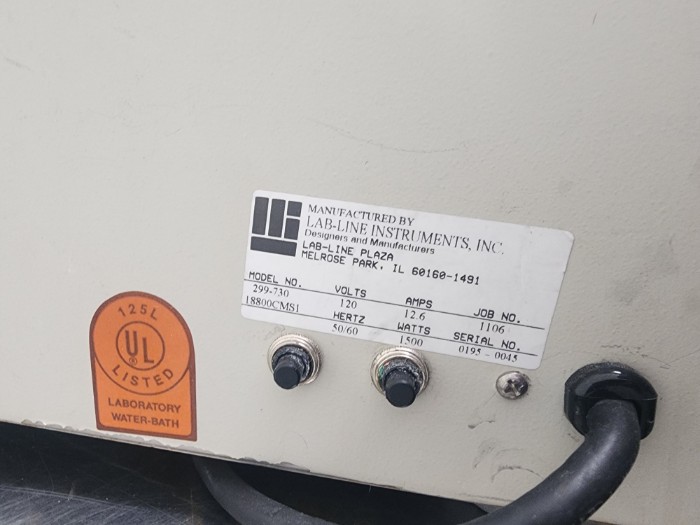 MANUFACTURED BY
LAB-LINE INSTRUMENTS, INC.
Designers and Manufacturers
LAB-LINE PLAZA
MELROSE PARK, IL 60160-1491
MODEL NO. VOLTS AMPS JOB NO.
299-730 120 12.6 1106
18800CMS1 HERTZ WATTS SERIAL NO.
50/60 1500 0195 - 0045
125L
UL
®
LISTED
LABORATORY
WATER-BATH